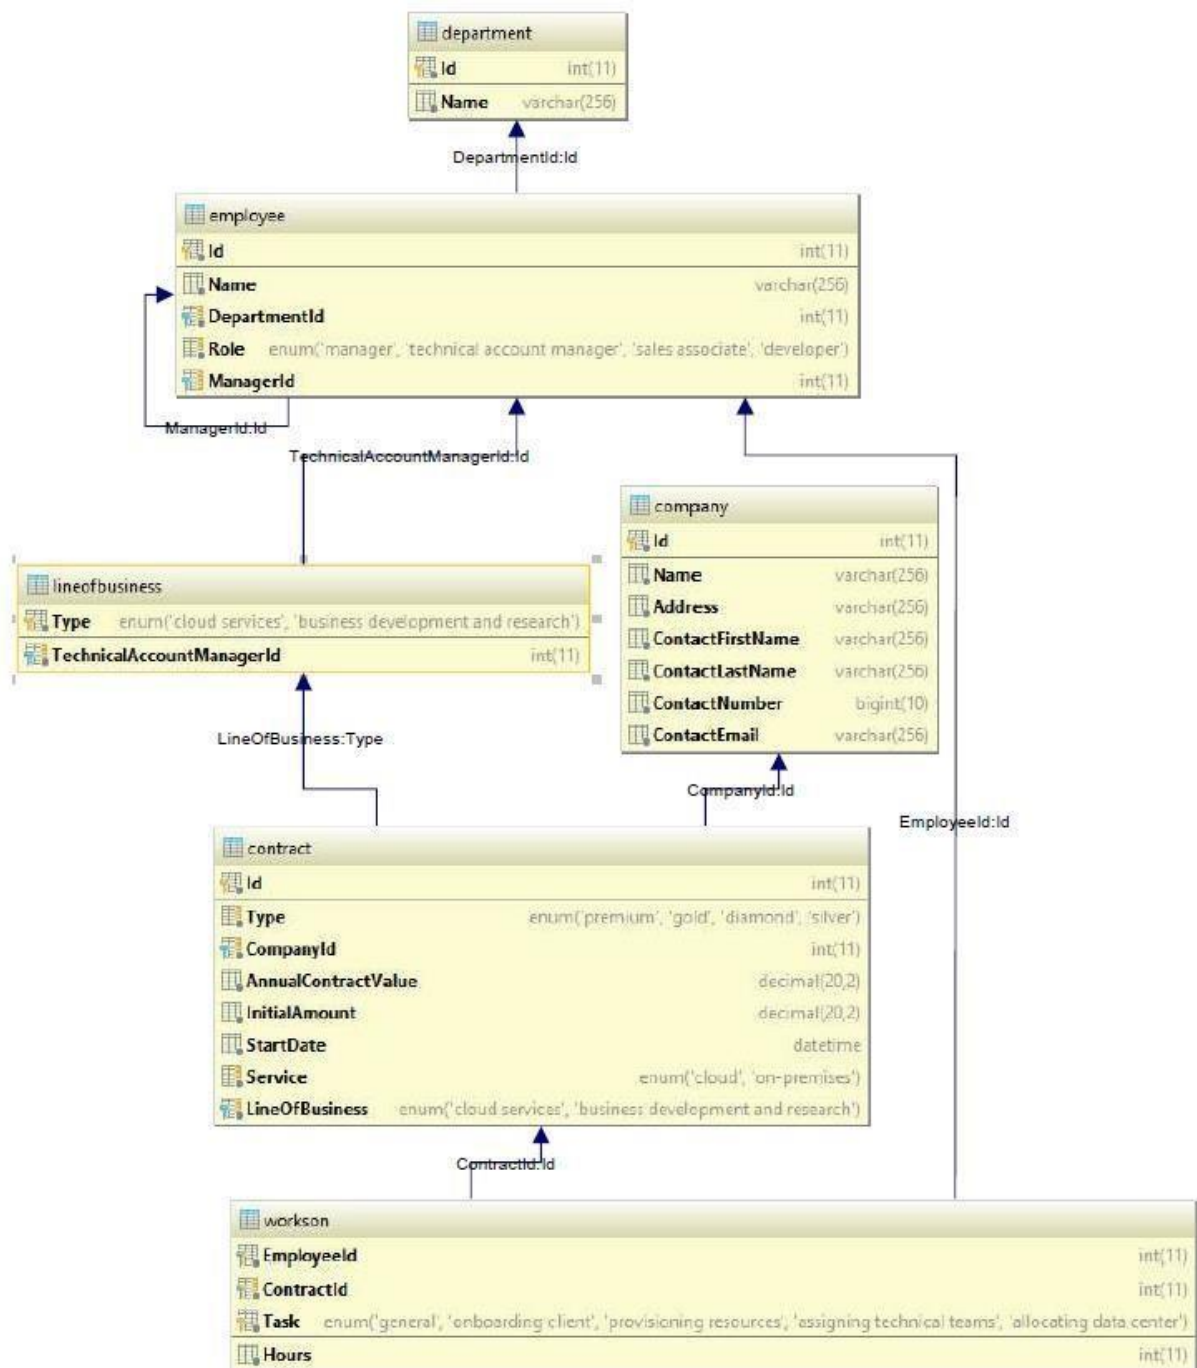 department
Id int(11)
Name varchar(256)
DepartmentId:Id
employee
Id int(11)
Name varchar(256)
DepartmentId int(11)
Role enum('manager', 'technical account manager', 'sales associate', 'developer')
ManagerId int(11)
ManagerId:Id
TechnicalAccountManagerId:Id
company
Id int(11)
Name varchar(256)
Address varchar(256)
ContactFirstName varchar(256)
ContactLastName varchar(256)
ContactNumber bigint(10)
ContactEmail varchar(256)
lineofbusiness
Type enum('cloud services', 'business development and research')
TechnicalAccountManagerId int(11)
LineOfBusiness:Type
CompanyId:Id
EmployeeId:Id
contract
Id int(11)
Type enum('premium', 'gold', 'diamond', 'silver')
CompanyId int(11)
AnnualContractValue decimal(20,2)
InitialAmount decimal(20,2)
StartDate datetime
Service enum('cloud', 'on-premises')
LineOfBusiness enum('cloud services', 'business development and research')
ContractId:Id
workson
EmployeeId int(11)
ContractId int(11)
Task enum('general', 'onboarding client', 'provisioning resources', 'assigning technical teams', 'allocating data center')
Hours int(11)